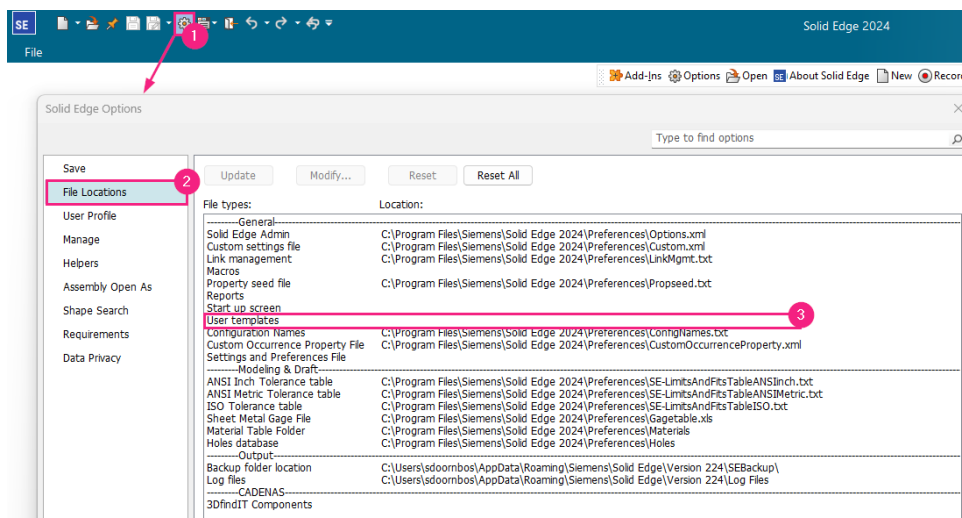 SE
Solid Edge 2024
1
File
Add-Ins Options Open SE About Solid Edge New Recor
Solid Edge Options
Type to find options
Save
2
Update Modify... Reset Reset All
File Locations
User Profile
File types: Location:
Manage
Helpers
Assembly Open As
Shape Search
Requirements
Data Privacy
---------General---------
Solid Edge Admin C:\Program Files\Siemens\Solid Edge 2024\Preferences\Options.xml
Custom settings file C:\Program Files\Siemens\Solid Edge 2024\Preferences\Custom.xml
Link management C:\Program Files\Siemens\Solid Edge 2024\Preferences\LinkMgmt.txt
Macros
Property seed file C:\Program Files\Siemens\Solid Edge 2024\Preferences\Propseed.txt
Reports
Start up screen
User templates
3
Configuration Names C:\Program Files\Siemens\Solid Edge 2024\Preferences\ConfigNames.txt
Custom Occurrence Property File C:\Program Files\Siemens\Solid Edge 2024\Preferences\CustomOccurrenceProperty.xml
Settings and Preferences File
---------Modeling & Draft---------
ANSI Inch Tolerance table C:\Program Files\Siemens\Solid Edge 2024\Preferences\SE-LimitsAndFitsTableANSIInch.txt
ANSI Metric Tolerance table C:\Program Files\Siemens\Solid Edge 2024\Preferences\SE-LimitsAndFitsTableANSIMetric.txt
ISO Tolerance table C:\Program Files\Siemens\Solid Edge 2024\Preferences\SE-LimitsAndFitsTableISO.txt
Sheet Metal Gage File C:\Program Files\Siemens\Solid Edge 2024\Preferences\Gagetable.xls
Material Table Folder C:\Program Files\Siemens\Solid Edge 2024\Preferences\Materials
Holes database C:\Program Files\Siemens\Solid Edge 2024\Preferences\Holes
---------Output---------
Backup folder location C:\Users\sdoornbos\AppData\Roaming\Siemens\Solid Edge\Version 224\SEBackup\
Log files C:\Users\sdoornbos\AppData\Roaming\Siemens\Solid Edge\Version 224\Log Files
---------CADENAS---------
3DfindIT Components